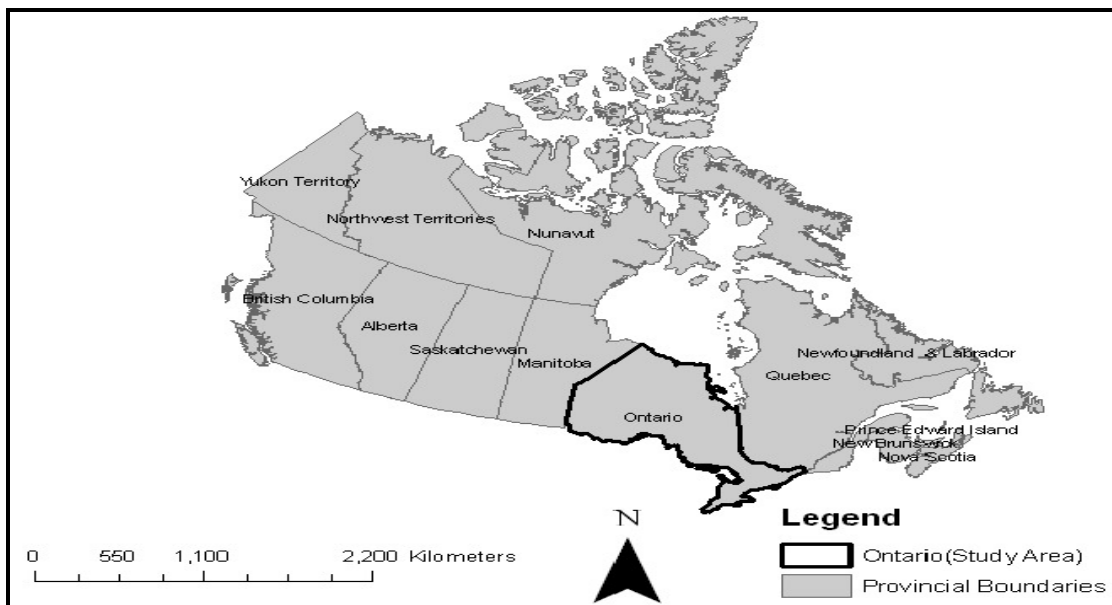 Yukon Territory
Northwest Territories
Nunavut
British Columbia
Alberta
Saskatchewan
Manitoba
Newfoundland & Labrador
Quebec
Ontario
Prince Edward Island
New Brunswick
Nova Scotia
N
Legend
0 550 1,100 2,200 Kilometers
Ontario(Study Area)
Provincial Boundaries